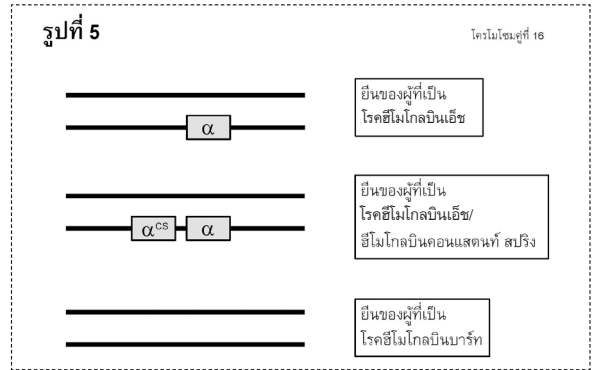 รูปที่ 5
โครโมโซมคู่ที่ 16
ยีนของผู้ที่เป็น
โรคฮีโมโกลบินเอ็ช
α
ยีนของผู้ที่เป็น
โรคฮีโมโกลบินเอ็ช/
ฮีโมโกลบินคอนแสตนท์ สปริง
αCS α
ยีนของผู้ที่เป็น
โรคฮีโมโกลบินบาร์ท